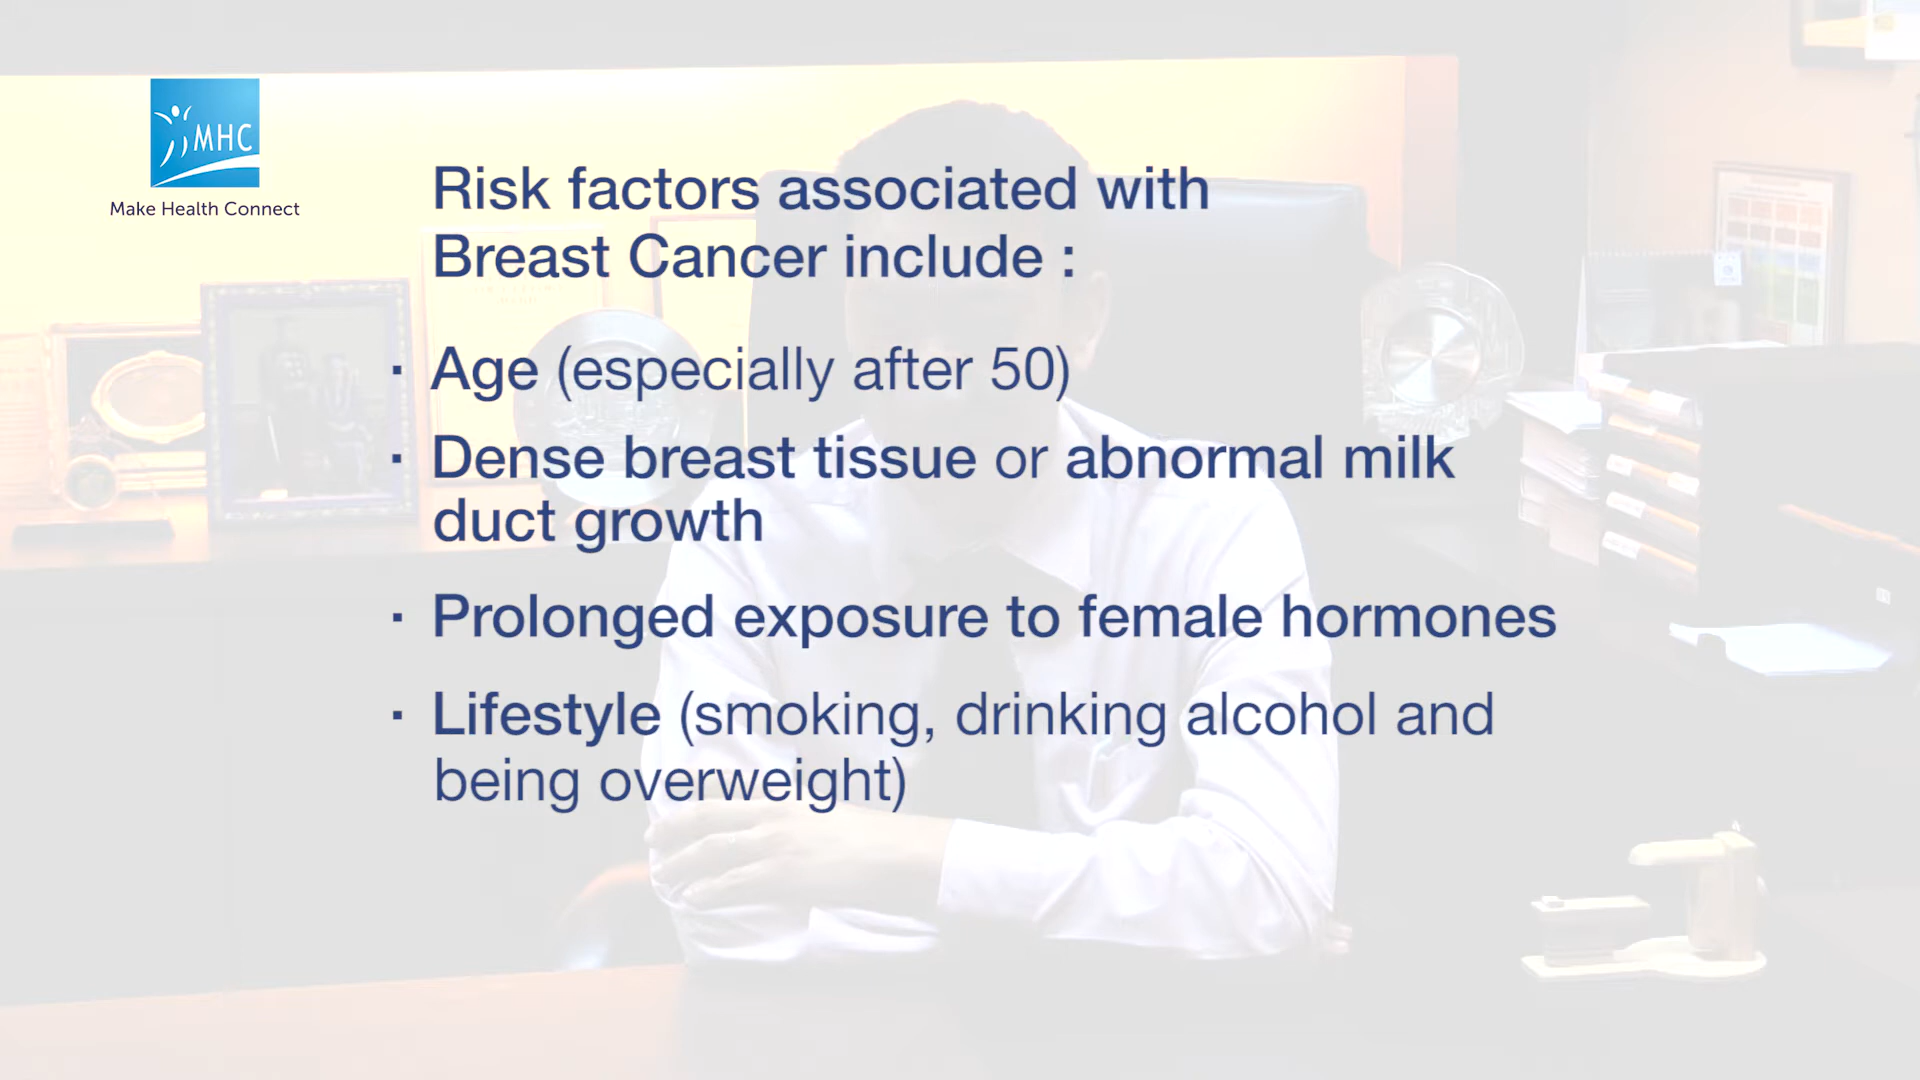 MHC
Make Health Connect
Risk factors associated with
Breast Cancer include :
· Age (especially after 50)
· Dense breast tissue or abnormal milk
duct growth
· Prolonged exposure to female hormones
· Lifestyle (smoking, drinking alcohol and
being overweight)